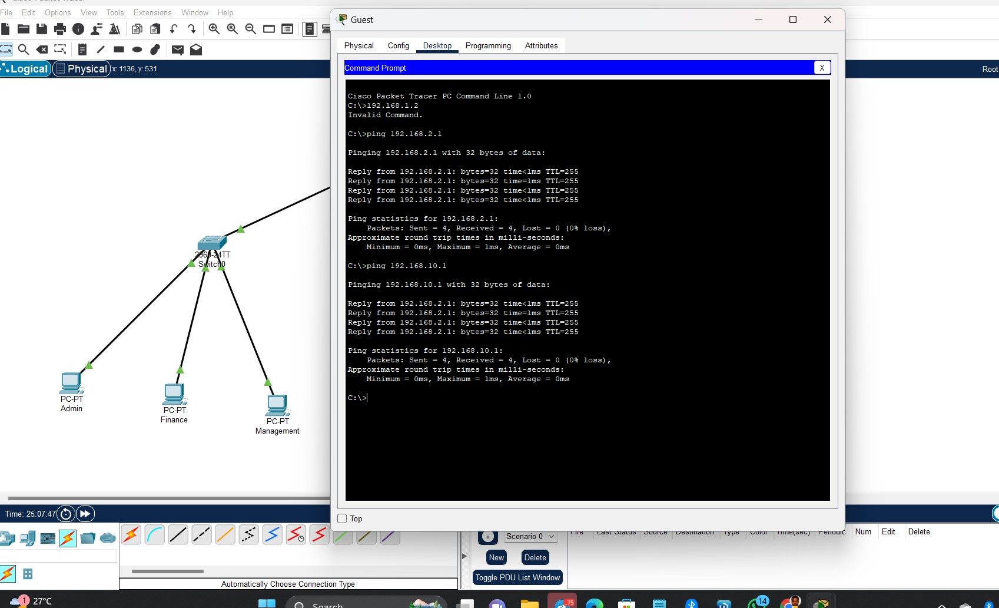 File Edit Options View Tools Extensions Window Help
Logical
Physical
x: 1136, y: 531
Root
Guest
Physical Config Desktop Programming Attributes
Command Prompt
X
Cisco Packet Tracer PC Command Line 1.0
C:\>192.168.1.2
Invalid Command.
C:\>ping 192.168.2.1
Pinging 192.168.2.1 with 32 bytes of data:
Reply from 192.168.2.1: bytes=32 time<1ms TTL=255
Reply from 192.168.2.1: bytes=32 time=1ms TTL=255
Reply from 192.168.2.1: bytes=32 time<1ms TTL=255
Reply from 192.168.2.1: bytes=32 time<1ms TTL=255
Ping statistics for 192.168.2.1:
Packets: Sent = 4, Received = 4, Lost = 0 (0% loss),
Approximate round trip times in milli-seconds:
Minimum = 0ms, Maximum = 1ms, Average = 0ms
C:\>ping 192.168.10.1
Pinging 192.168.10.1 with 32 bytes of data:
Reply from 192.168.2.1: bytes=32 time<1ms TTL=255
Reply from 192.168.2.1: bytes=32 time=1ms TTL=255
Reply from 192.168.2.1: bytes=32 time<1ms TTL=255
Reply from 192.168.2.1: bytes=32 time<1ms TTL=255
Ping statistics for 192.168.10.1:
Packets: Sent = 4, Received = 4, Lost = 0 (0% loss),
Approximate round trip times in milli-seconds:
Minimum = 0ms, Maximum = 1ms, Average = 0ms
C:\>
Top
2960-24TT
Switch0
PC-PT
Admin
PC-PT
Finance
PC-PT
Management
Time: 25:07:47
Scenario 0
New
Delete
Toggle PDU List Window
Fire Last Status Source Destination Type Color Time(sec) Periodic Num Edit Delete
Automatically Choose Connection Type
1
27°C
Search
75
14